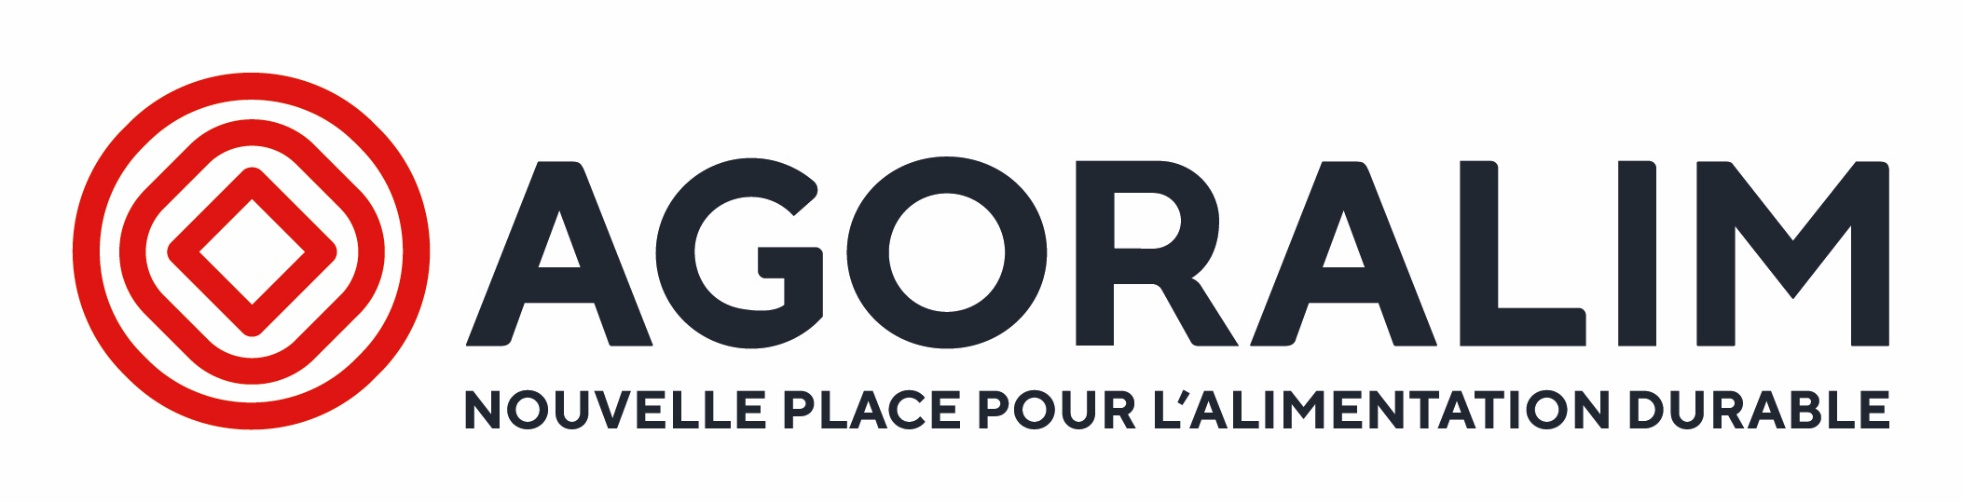 AGORALIM
NOUVELLE PLACE POUR L'ALIMENTATION DURABLE